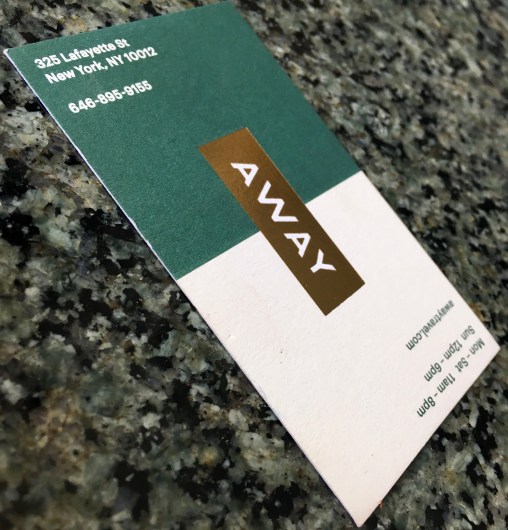 325 Lafayette St
New York, NY 10012
646-895-9155
AWAY
awaytravel.com
Mon - Sat 11am - 8pm
Sun 12pm - 6pm